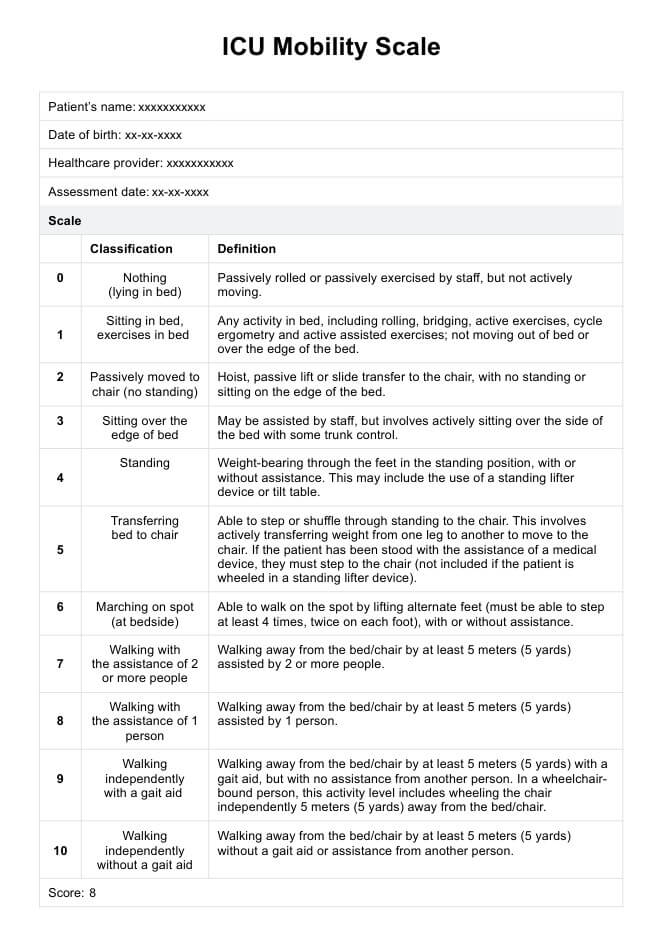 ICU Mobility Scale
Patient's name: xxxxxxxxxxx
Date of birth: xx-xx-xxxx
Healthcare provider: xxxxxxxxxxx
Assessment date: xx-xx-xxxx
Scale
Classification Definition
0 Nothing
(lying in bed)
Passively rolled or passively exercised by staff, but not actively
moving.
1 Sitting in bed,
exercises in bed
Any activity in bed, including rolling, bridging, active exercises, cycle
ergometry and active assisted exercises; not moving out of bed or
over the edge of the bed.
2 Passively moved to
chair (no standing)
Hoist, passive lift or slide transfer to the chair, with no standing or
sitting on the edge of the bed.
3 Sitting over the
edge of bed
May be assisted by staff, but involves actively sitting over the side of
the bed with some trunk control.
4 Standing
Weight-bearing through the feet in the standing position, with or
without assistance. This may include the use of a standing lifter
device or tilt table.
5 Transferring
bed to chair
Able to step or shuffle through standing to the chair. This involves
actively transferring weight from one leg to another to move to the
chair. If the patient has been stood with the assistance of a medical
device, they must step to the chair (not included if the patient is
wheeled in a standing lifter device).
6 Marching on spot
(at bedside)
Able to walk on the spot by lifting alternate feet (must be able to step
at least 4 times, twice on each foot), with or without assistance.
7 Walking with
the assistance of 2
or more people
Walking away from the bed/chair by at least 5 meters (5 yards)
assisted by 2 or more people.
8 Walking with
the assistance of 1
person
Walking away from the bed/chair by at least 5 meters (5 yards)
assisted by 1 person.
9 Walking
independently
with a gait aid
Walking away from the bed/chair by at least 5 meters (5 yards) with a
gait aid, but with no assistance from another person. In a wheelchair-
bound person, this activity level includes wheeling the chair
independently 5 meters (5 yards) away from the bed/chair.
10 Walking
independently
without a gait aid
Walking away from the bed/chair by at least 5 meters (5 yards)
without a gait aid or assistance from another person.
Score: 8